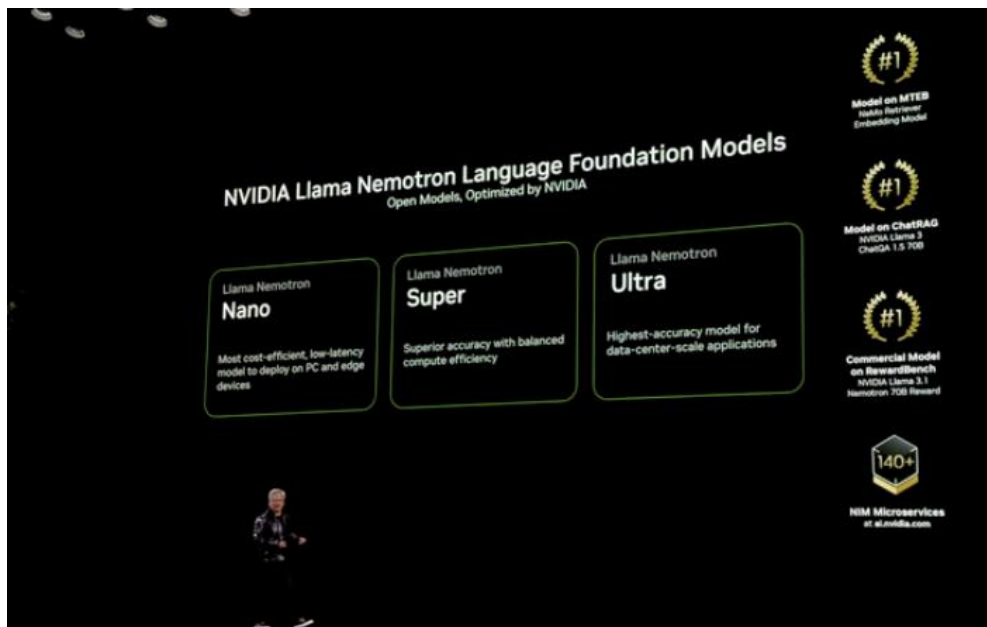 NVIDIA Llama Nemotron Language Foundation Models
Open Models, Optimized by NVIDIA
Llama Nemotron
Nano
Most cost-efficient, low-latency
model to deploy on PC and edge
devices
Llama Nemotron
Super
Superior accuracy with balanced
compute efficiency
Llama Nemotron
Ultra
Highest-accuracy model for
data-center-scale applications
#1
Model on MTEB
NeMo Retriever
Embedding Model
#1
Model on ChatRAG
NVIDIA Llama 3
ChatQA 1.5 70B
#1
Commercial Model
on RewardBench
NVIDIA Llama 3.1
Nemotron 70B Reward
140+
NIM Microservices
at ai.nvidia.com